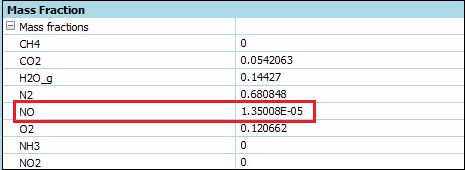 Mass Fraction
Mass fractions
CH4 0
CO2 0.0542063
H2O_g 0.14427
N2 0.680848
NO 1.35008E-05
O2 0.120662
NH3 0
NO2 0